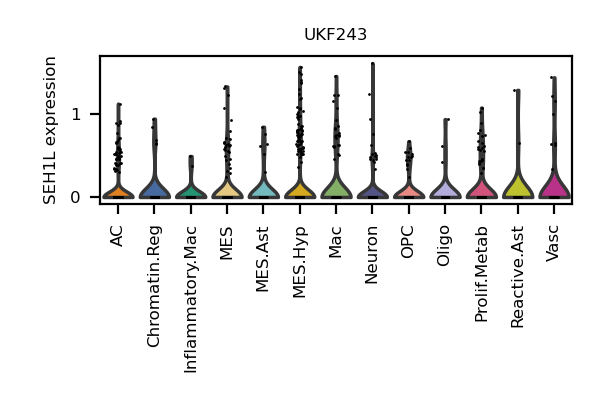 UKF243
SEH1L expression
1
0
AC
Chromatin.Reg
Inflammatory.Mac
MES
MES.Ast
MES.Hyp
Mac
Neuron
OPC
Oligo
Prolif.Metab
Reactive.Ast
Vasc